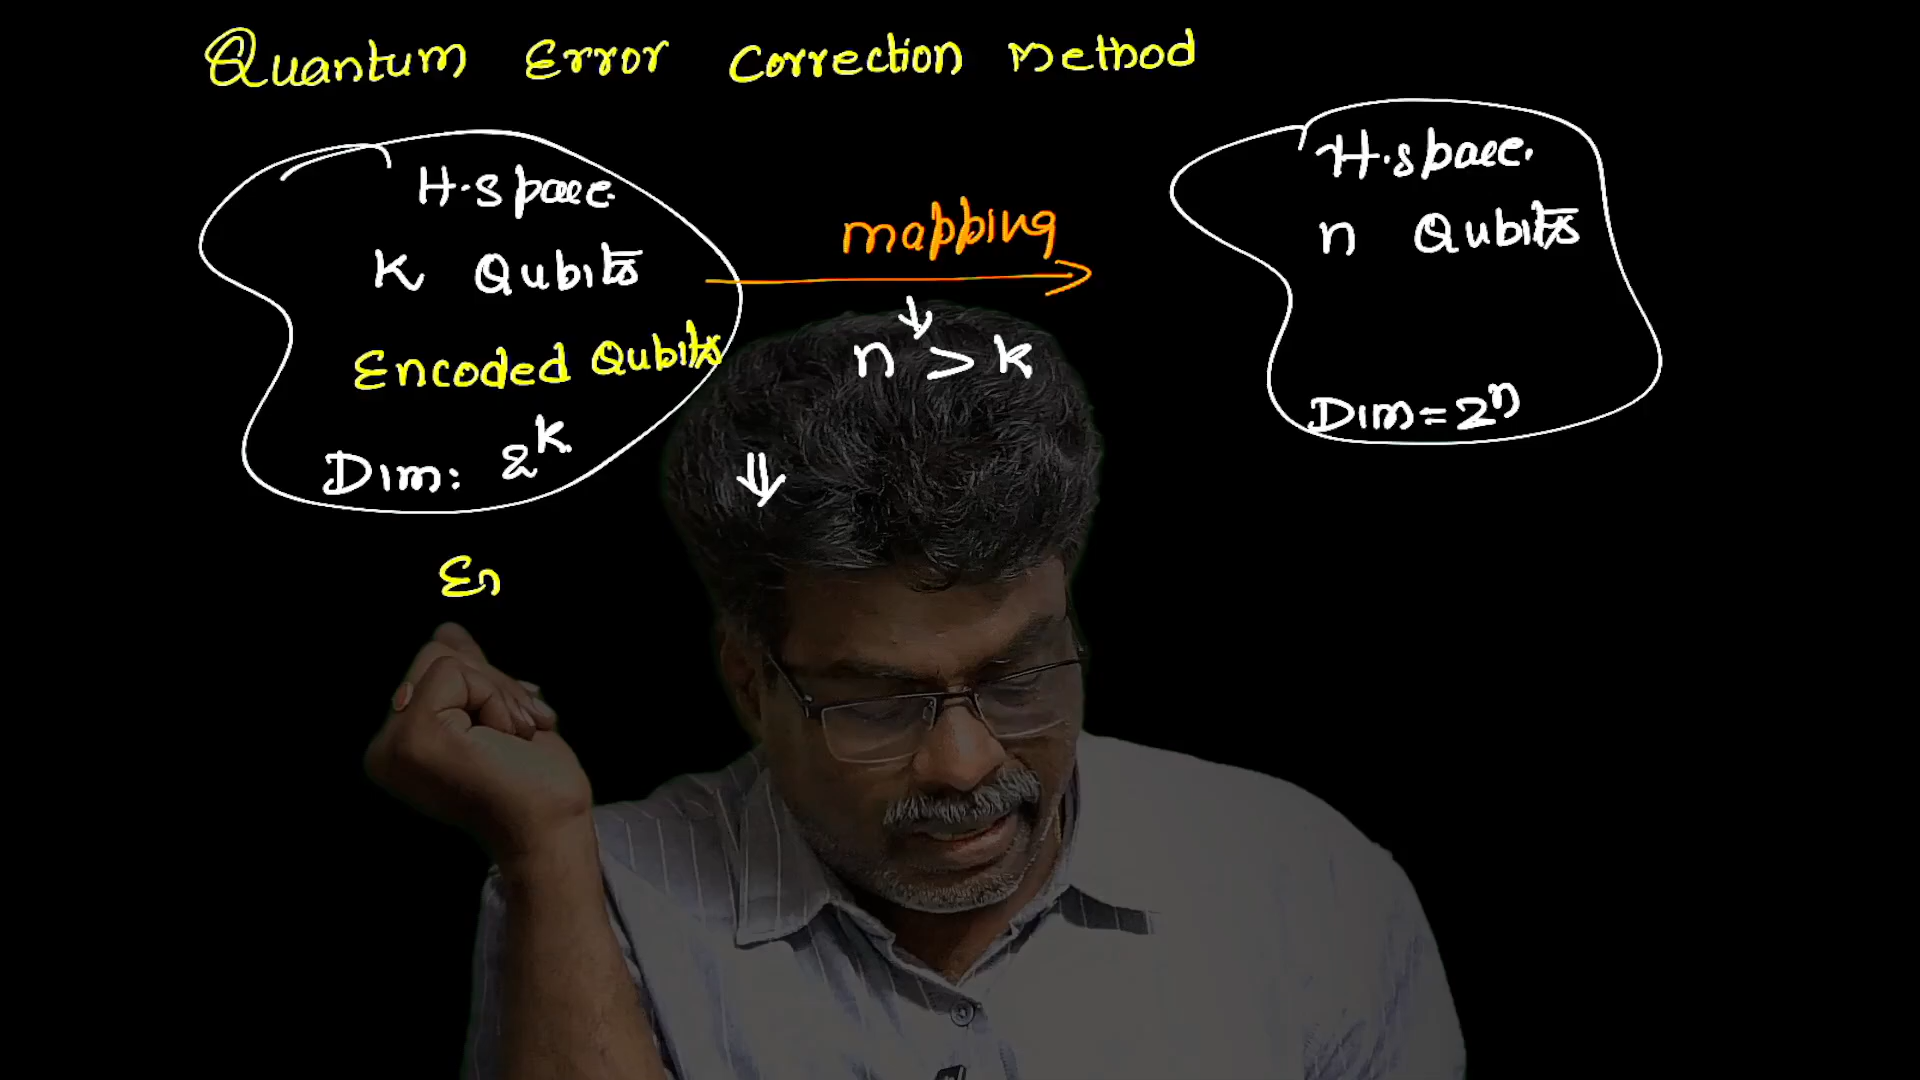 Quantum Error Correction Method
H.space.
K Qubits
Encoded Qubits
Dim: 2^k.
mapping
n > k
H.space.
n Qubits
Dim = 2^n
En